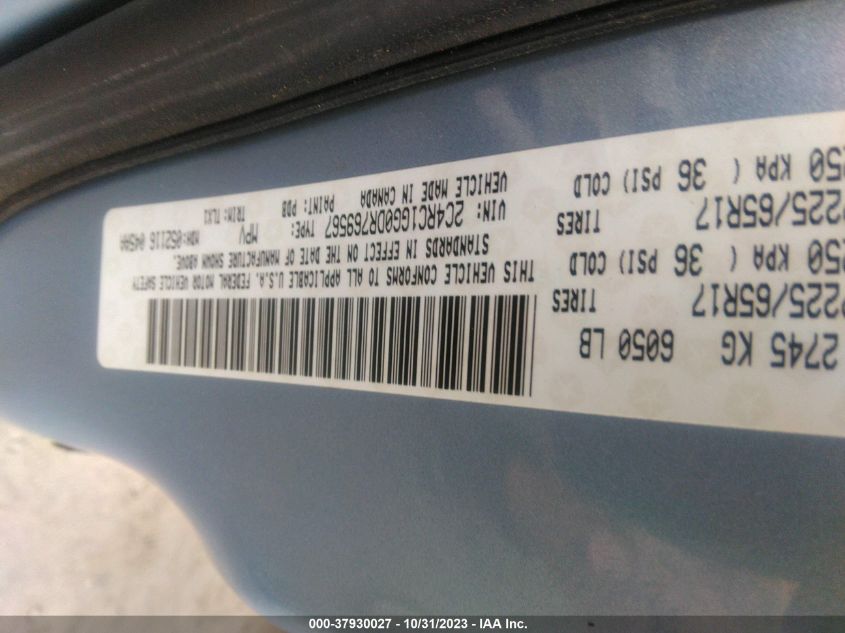 2745 KG 6050 LB
P225/65R17 TIRES
250 KPA ( 36 PSI) COLD
P225/65R17 TIRES
250 KPA ( 36 PSI) COLD
THIS VEHICLE CONFORMS TO ALL APPLICABLE U.S.A. FEDERAL MOTOR VEHICLE SAFETY
STANDARDS IN EFFECT ON THE DATE OF MANUFACTURE SHOWN ABOVE.
VIN: 2C4RC1GG0DR769567 TYPE: MPV MDH:052116 045AA
PAINT: PDB TRIM: TLX1
VEHICLE MADE IN CANADA
000-37930027 - 10/31/2023 - IAA Inc.